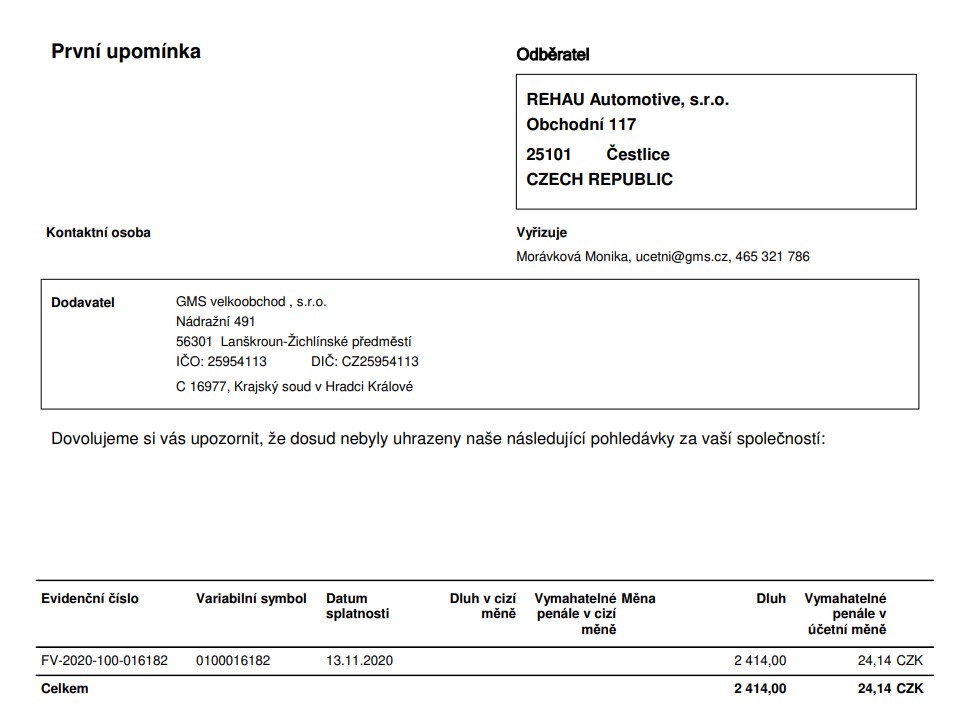 První upomínka
Odběratel
REHAU Automotive, s.r.o.
Obchodní 117
25101 Čestlice
CZECH REPUBLIC
Kontaktní osoba
Vyřizuje
Morávková Monika, ucetni@gms.cz, 465 321 786
Dodavatel
GMS velkoobchod , s.r.o.
Nádražní 491
56301 Lanškroun-Žichlínské předměstí
IČO: 25954113 DIČ: CZ25954113
C 16977, Krajský soud v Hradci Králové
Dovolujeme si vás upozornit, že dosud nebyly uhrazeny naše následující pohledávky za vaší společností:
Evidenční číslo Variabilní symbol Datum Dluh v cizí Vymahatelné Měna Dluh Vymahatelné
splatnosti měně penále v cizí penále v
měně účetní měně
FV-2020-100-016182 0100016182 13.11.2020 2 414,00 24,14 CZK
Celkem 2 414,00 24,14 CZK